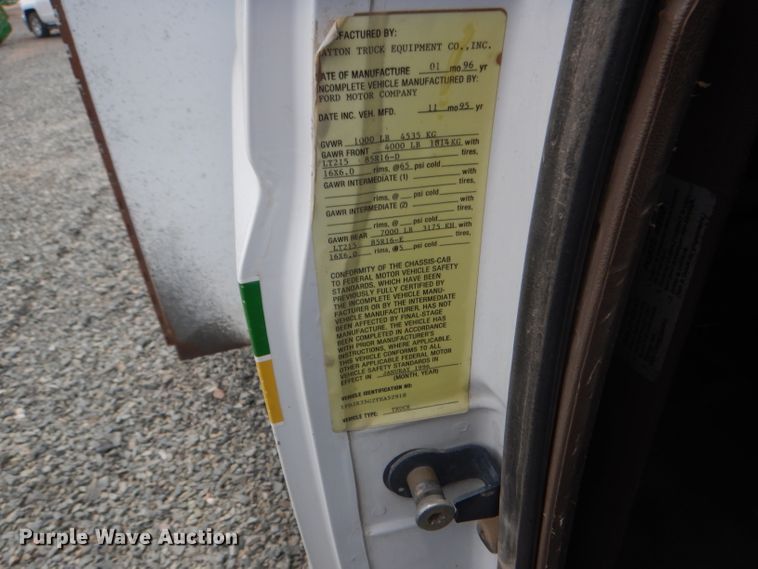 MANUFACTURED BY:
AYTON TRUCK EQUIPMENT CO.,INC.
DATE OF MANUFACTURE 01 mo 96 yr
INCOMPLETE VEHICLE MANUFACTURED BY:
FORD MOTOR COMPANY
DATE INC. VEH. MFD. 11 mo 95 yr
GVWR 1000 LB 4535 KG
GAWR FRONT 4000 LB 1814 KG with
LT215 85R16-D tires,
16X6.0 rims, @65 psi cold
GAWR INTERMEDIATE (1) with
tires,
rims, @ psi cold
GAWR INTERMEDIATE (2) with
tires,
rims, @ psi cold
GAWR REAR 7000 LB 3175 KH with
LT215 85R16-E tires,
16X6.0 rims, @5 psi cold
CONFORMITY OF THE CHASSIS-CAB
TO FEDERAL MOTOR VEHICLE SAFETY
STANDARDS, WHICH HAVE BEEN
PREVIOUSLY FULLY CERTIFIED BY
THE INCOMPLETE VEHICLE MANU-
FACTURER OR BY THE INTERMEDIATE
VEHICLE MANUFACTURER, HAS NOT
BEEN AFFECTED BY FINAL-STAGE
MANUFACTURE. THE VEHICLE HAS
BEEN COMPLETED IN ACCORDANCE
WITH PRIOR MANUFACTURER'S
INSTRUCTIONS, WHERE APPLICABLE.
THIS VEHICLE CONFORMS TO ALL
OTHER APPLICABLE FEDERAL MOTOR
VEHICLE SAFETY STANDARDS IN
EFFECT IN JANURAY 1996
(MONTH, YEAR)
VEHICLE IDENTIFICATION NO:
VEHICLE TYPE: TRUCK
Purple Wave Auction